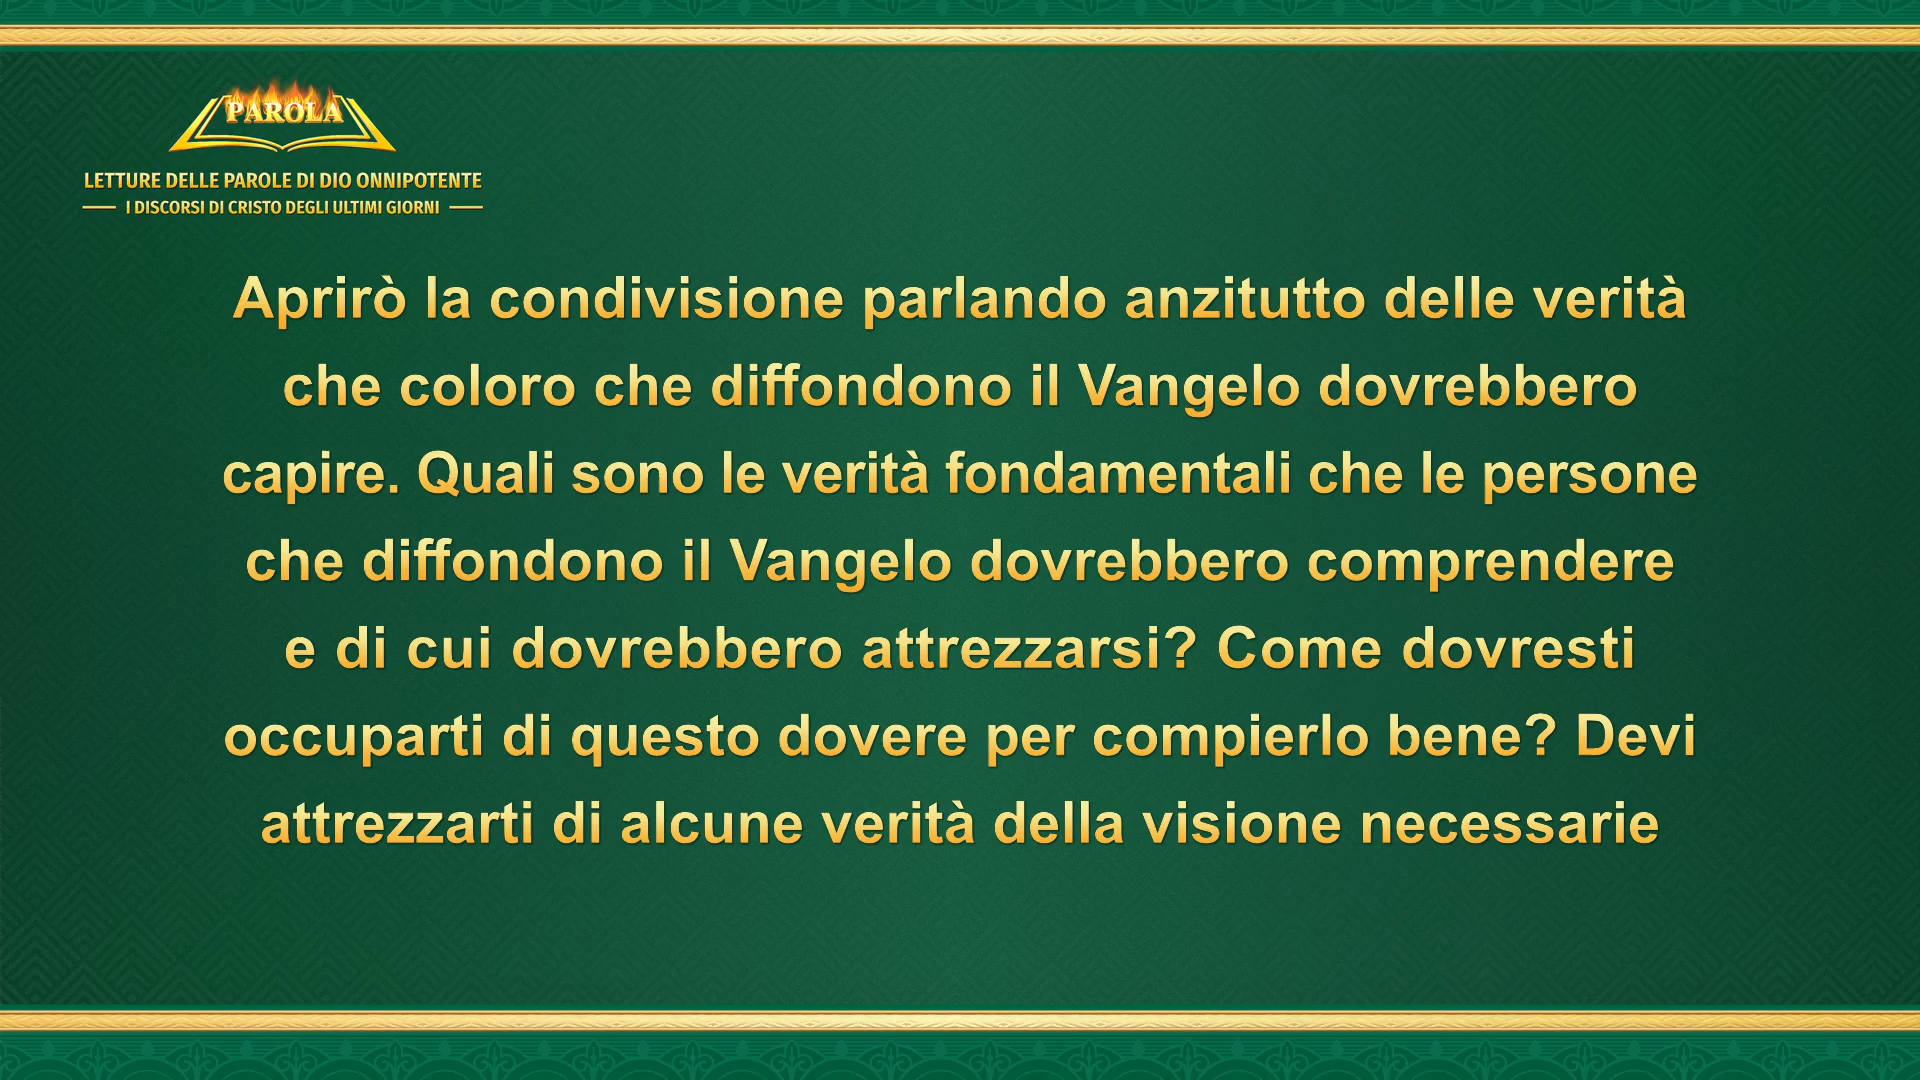 PAROLA
LETTURE DELLE PAROLE DI DIO ONNIPOTENTE
I DISCORSI DI CRISTO DEGLI ULTIMI GIORNI
Aprirò la condivisione parlando anzitutto delle verità
che coloro che diffondono il Vangelo dovrebbero
capire. Quali sono le verità fondamentali che le persone
che diffondono il Vangelo dovrebbero comprendere
e di cui dovrebbero attrezzarsi? Come dovresti
occuparti di questo dovere per compierlo bene? Devi
attrezzarti di alcune verità della visione necessarie